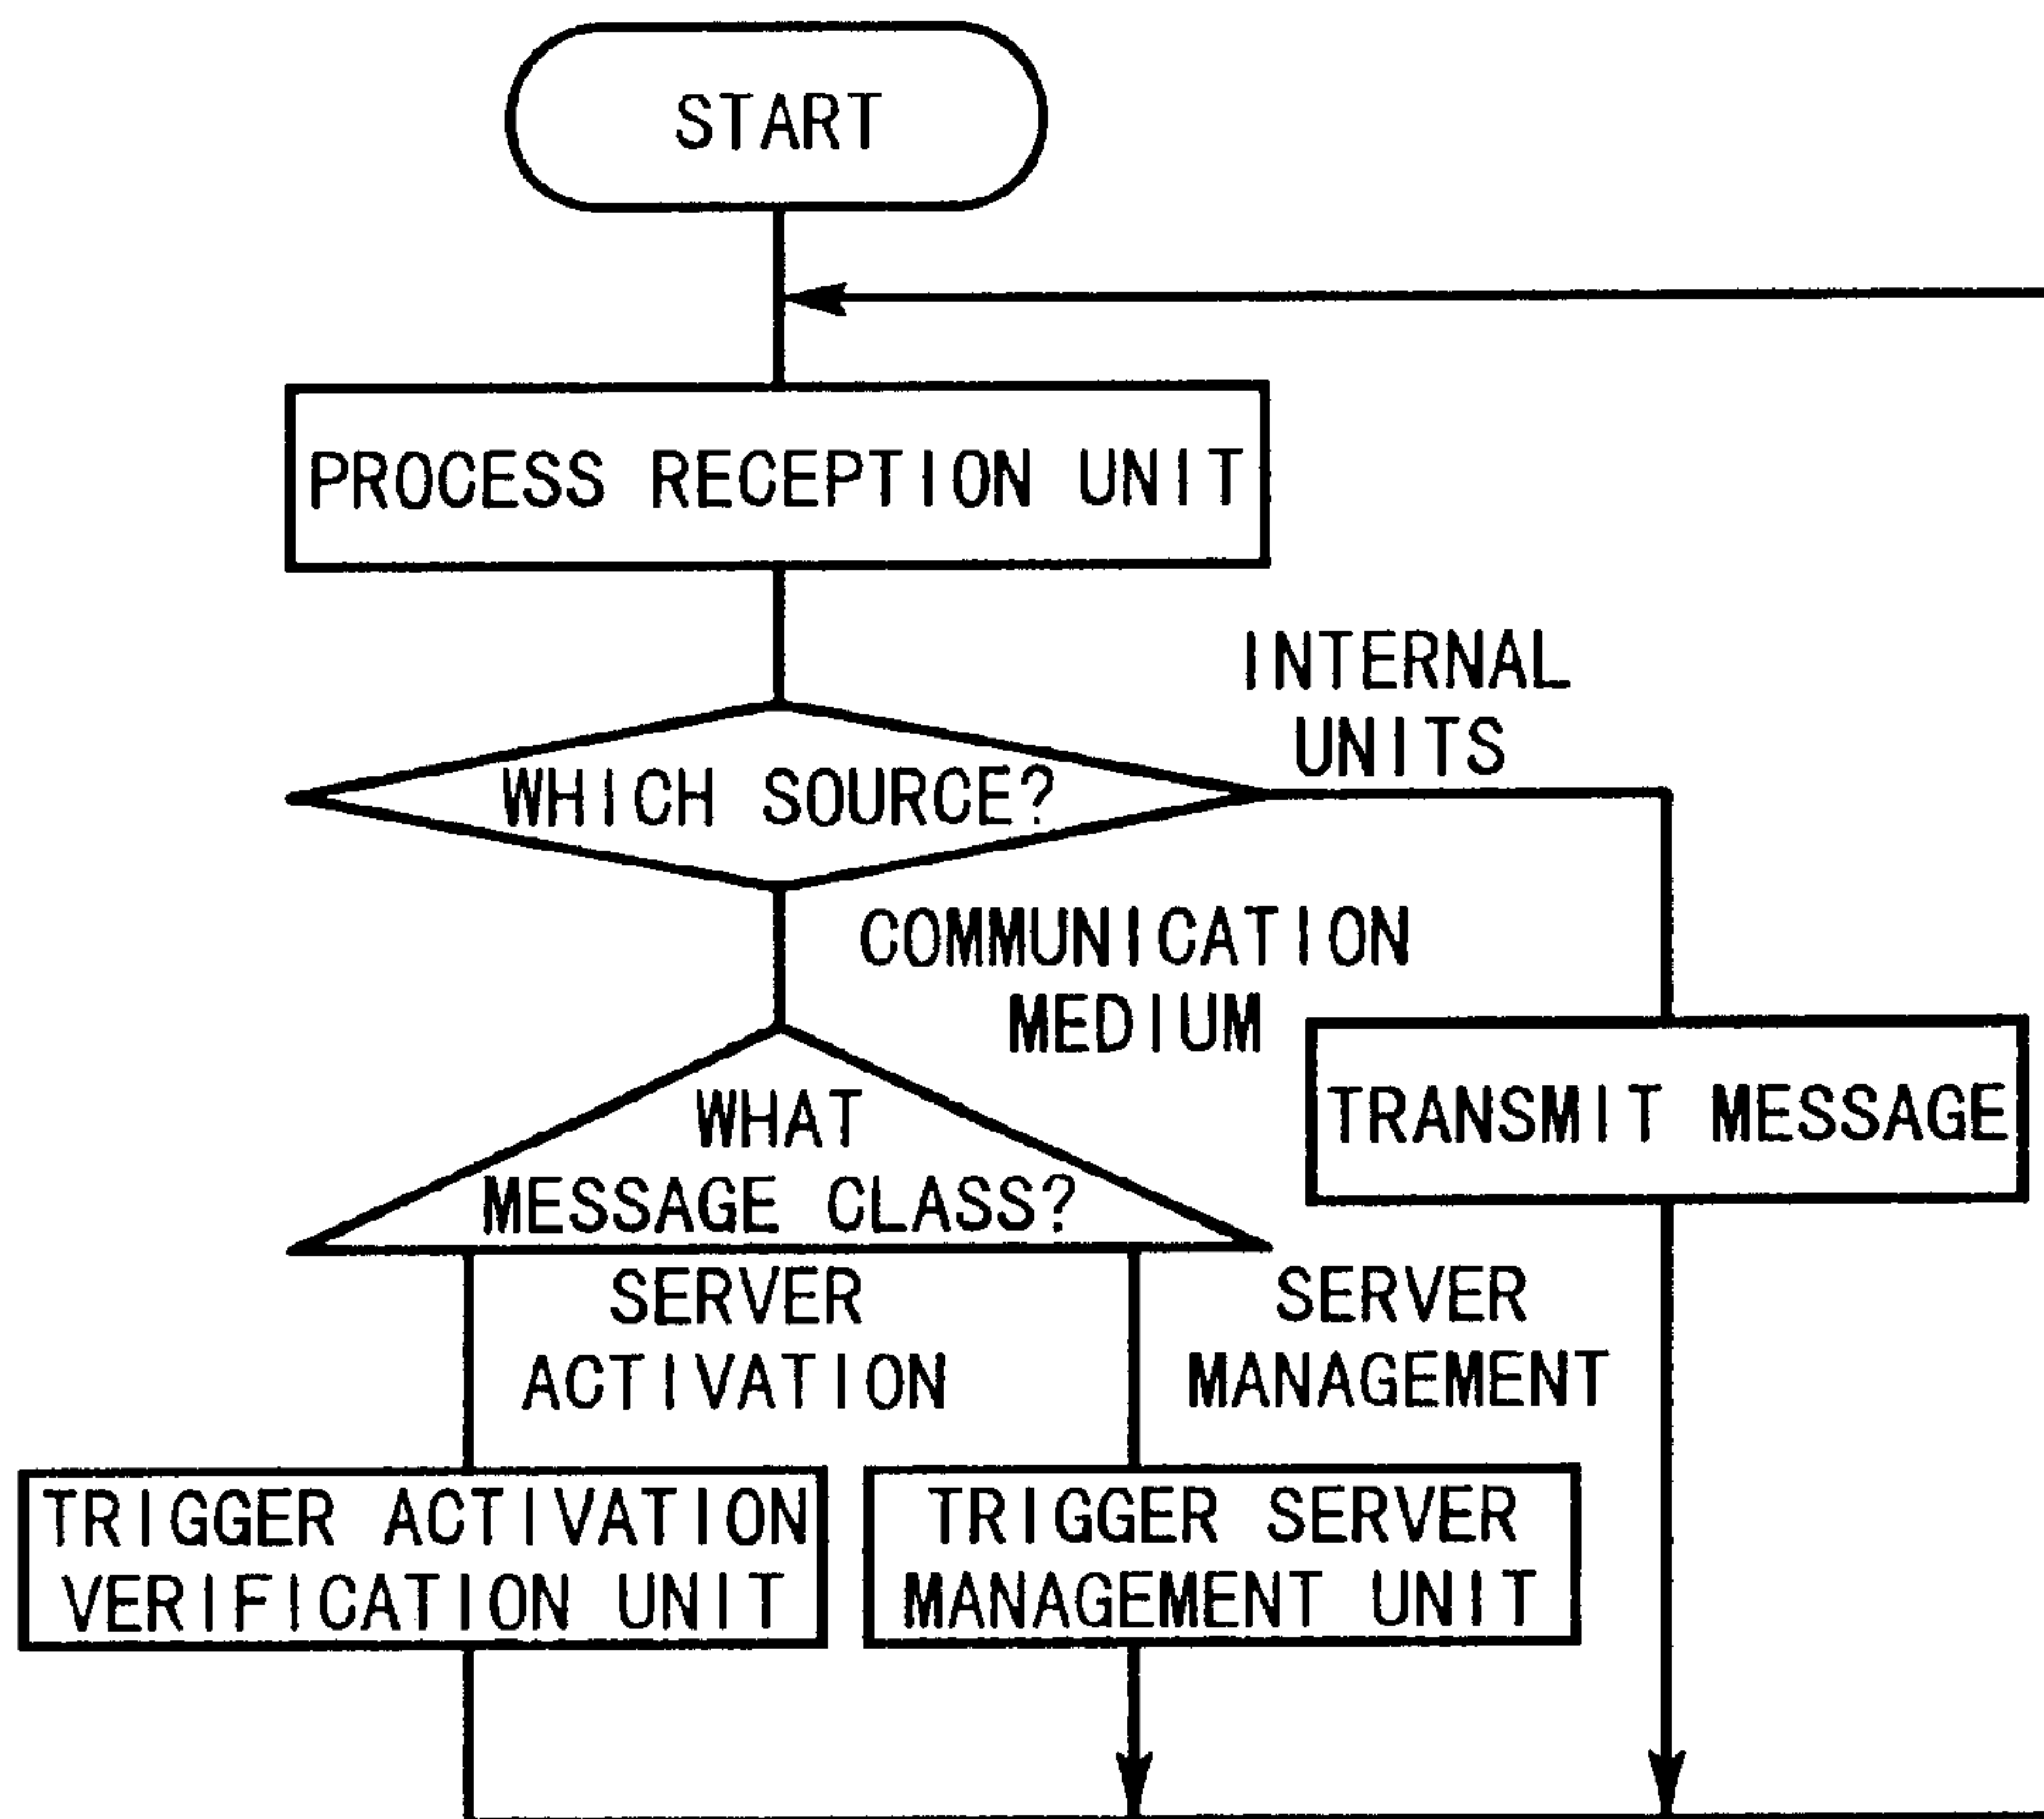 START
PROCESS RECEPTION UNIT
INTERNAL
UNITS
WHICH SOURCE?
COMMUNICATION
MEDIUM
WHAT
MESSAGE CLASS?
TRANSMIT MESSAGE
SERVER
ACTIVATION
SERVER
MANAGEMENT
TRIGGER ACTIVATION
VERIFICATION UNIT
TRIGGER SERVER
MANAGEMENT UNIT